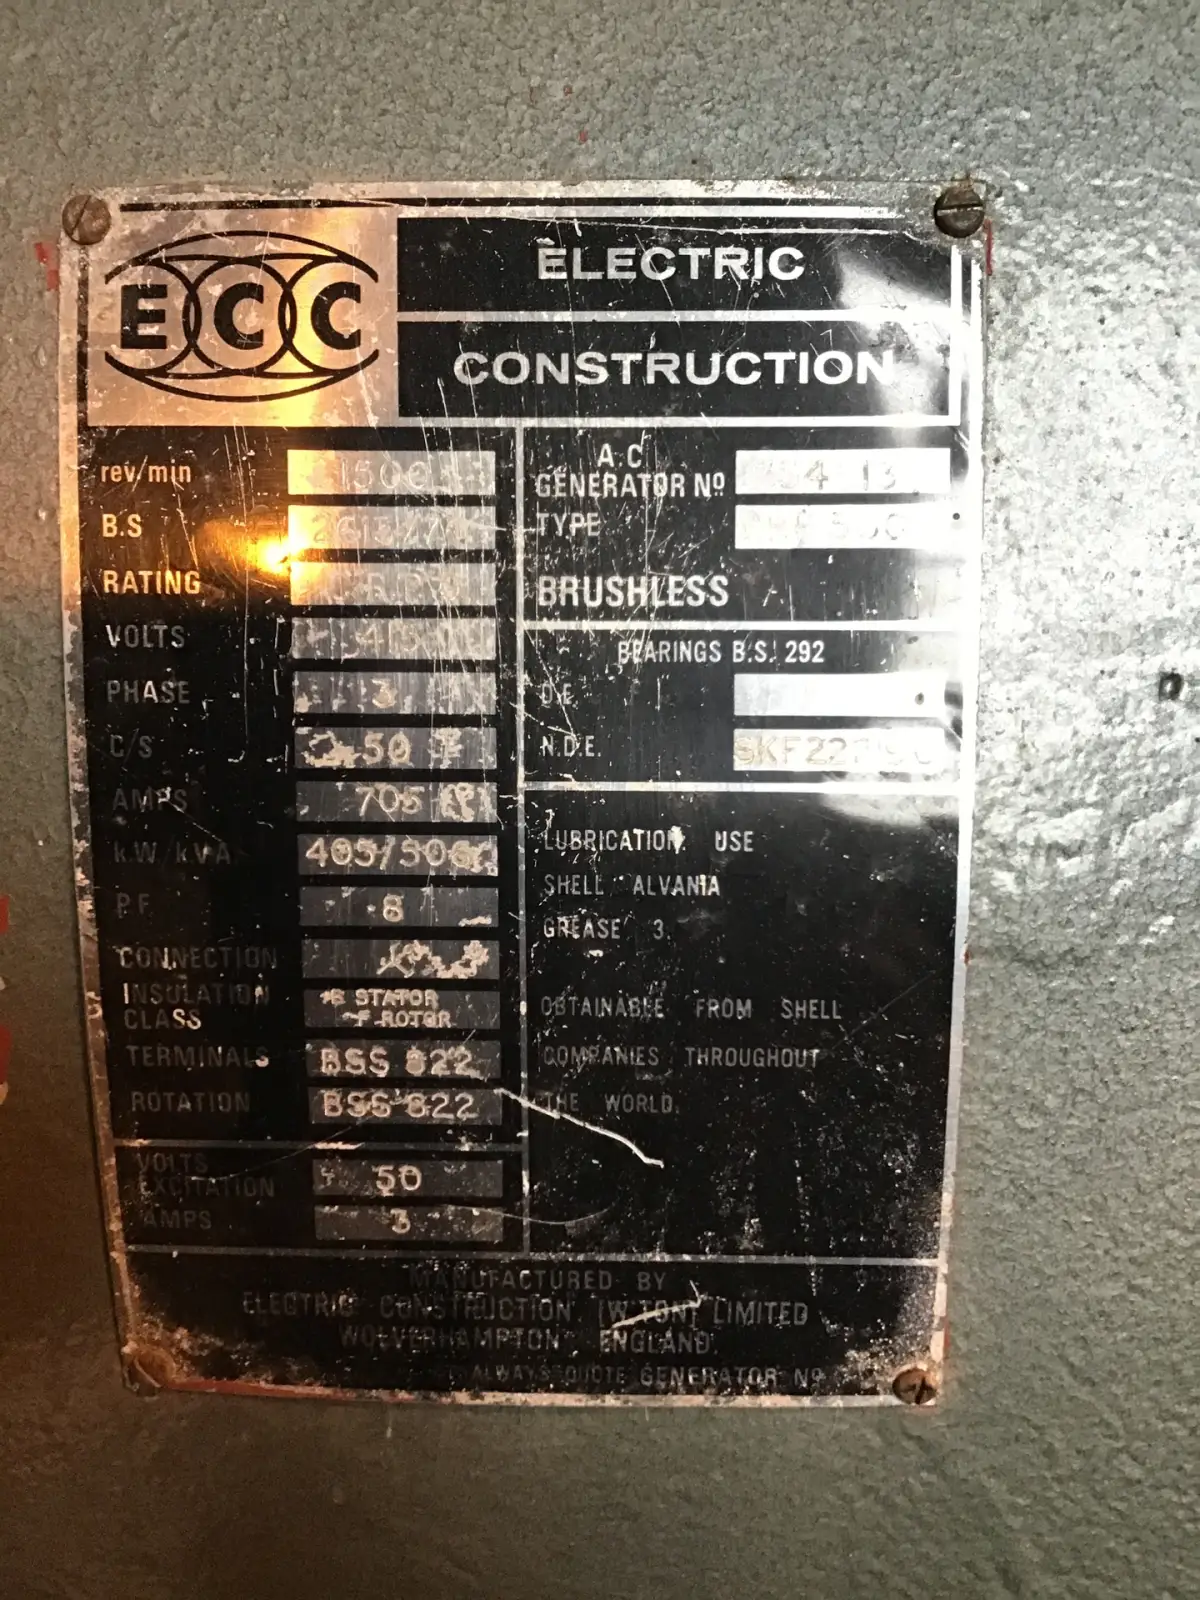 ECC
ELECTRIC
CONSTRUCTION
rev/min 1500
B.S
RATING
VOLTS 415
PHASE 3
C/S 50
AMPS 705
kW/kVA 405/506
P.F. .8
CONNECTION
INSULATION CLASS E STATOR
F ROTOR
TERMINALS BSS 822
ROTATION BSS 822
VOLTS 50
EXCITATION
AMPS 3
A.C.
GENERATOR Nº
TYPE
BRUSHLESS
BEARINGS B.S. 292
D.E.
N.D.E.
LUBRICATION. USE
SHELL ALVANIA
GREASE 3.
OBTAINABLE FROM SHELL
COMPANIES THROUGHOUT
THE WORLD.
MANUFACTURED BY
ELECTRIC CONSTRUCTION [W'TON] LIMITED
WOLVERHAMPTON ENGLAND.
ALWAYS QUOTE GENERATOR Nº